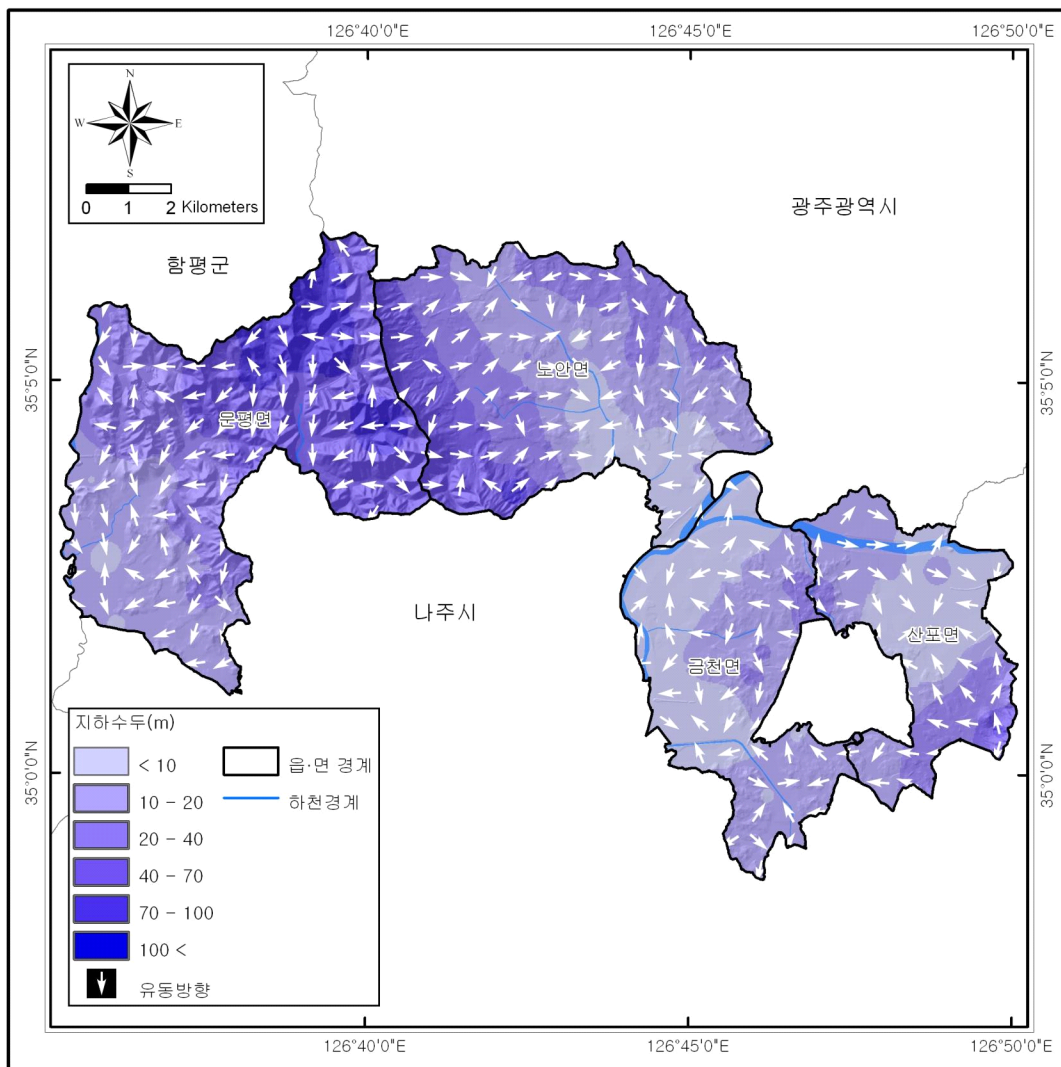 126°40'0"E
126°45'0"E
126°50'0"E
N
W
E
S
0 1 2 Kilometers
광주광역시
함평군
35°5'0"N
35°5'0"N
노안면
문평면
나주시
산포면
금천면
35°0'0"N
35°0'0"N
지하수두(m)
< 10
10 - 20
20 - 40
40 - 70
70 - 100
100 <
유동방향
읍·면 경계
하천경계
126°40'0"E
126°45'0"E
126°50'0"E